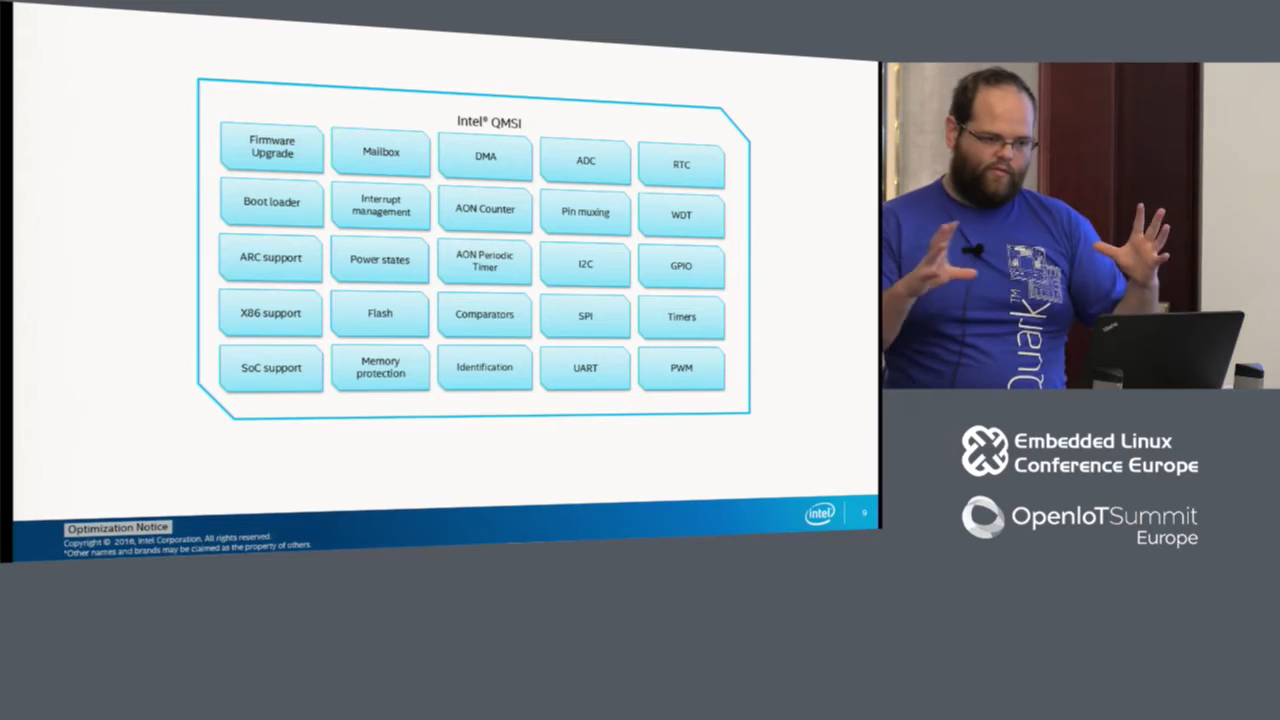 Intel® QMSI
Firmware
Upgrade
Mailbox
DMA
ADC
RTC
Boot loader
Interrupt
management
AON Counter
Pin muxing
WDT
ARC support
Power states
AON Periodic
Timer
I2C
GPIO
X86 support
Flash
Comparators
SPI
Timers
SoC support
Memory
protection
Identification
UART
PWM
Optimization Notice
Copyright © 2016, Intel Corporation. All rights reserved.
*Other names and brands may be claimed as the property of others.
intel
9
Quark™
Embedded Linux
Conference Europe
OpenIoTSummit
Europe